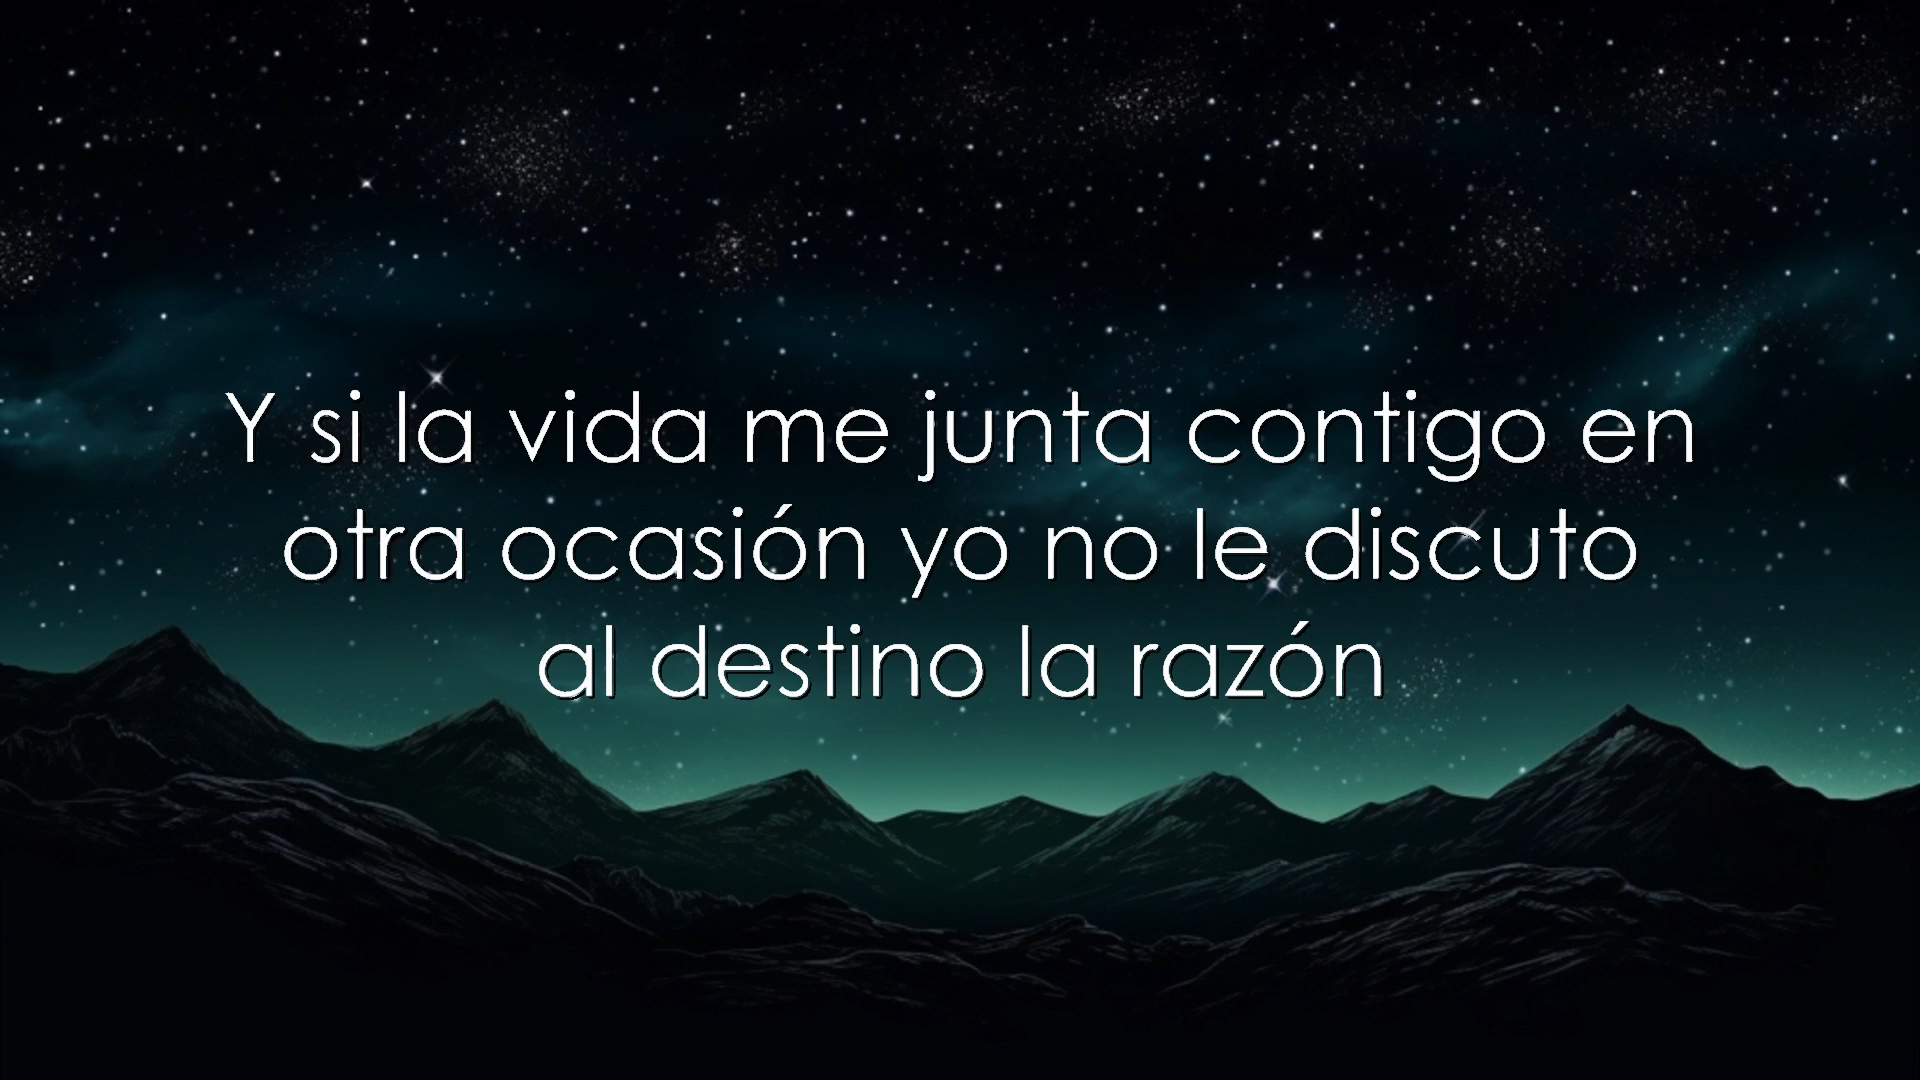 Y si la vida me junta contigo en
otra ocasión yo no le discuto
al destino la razón